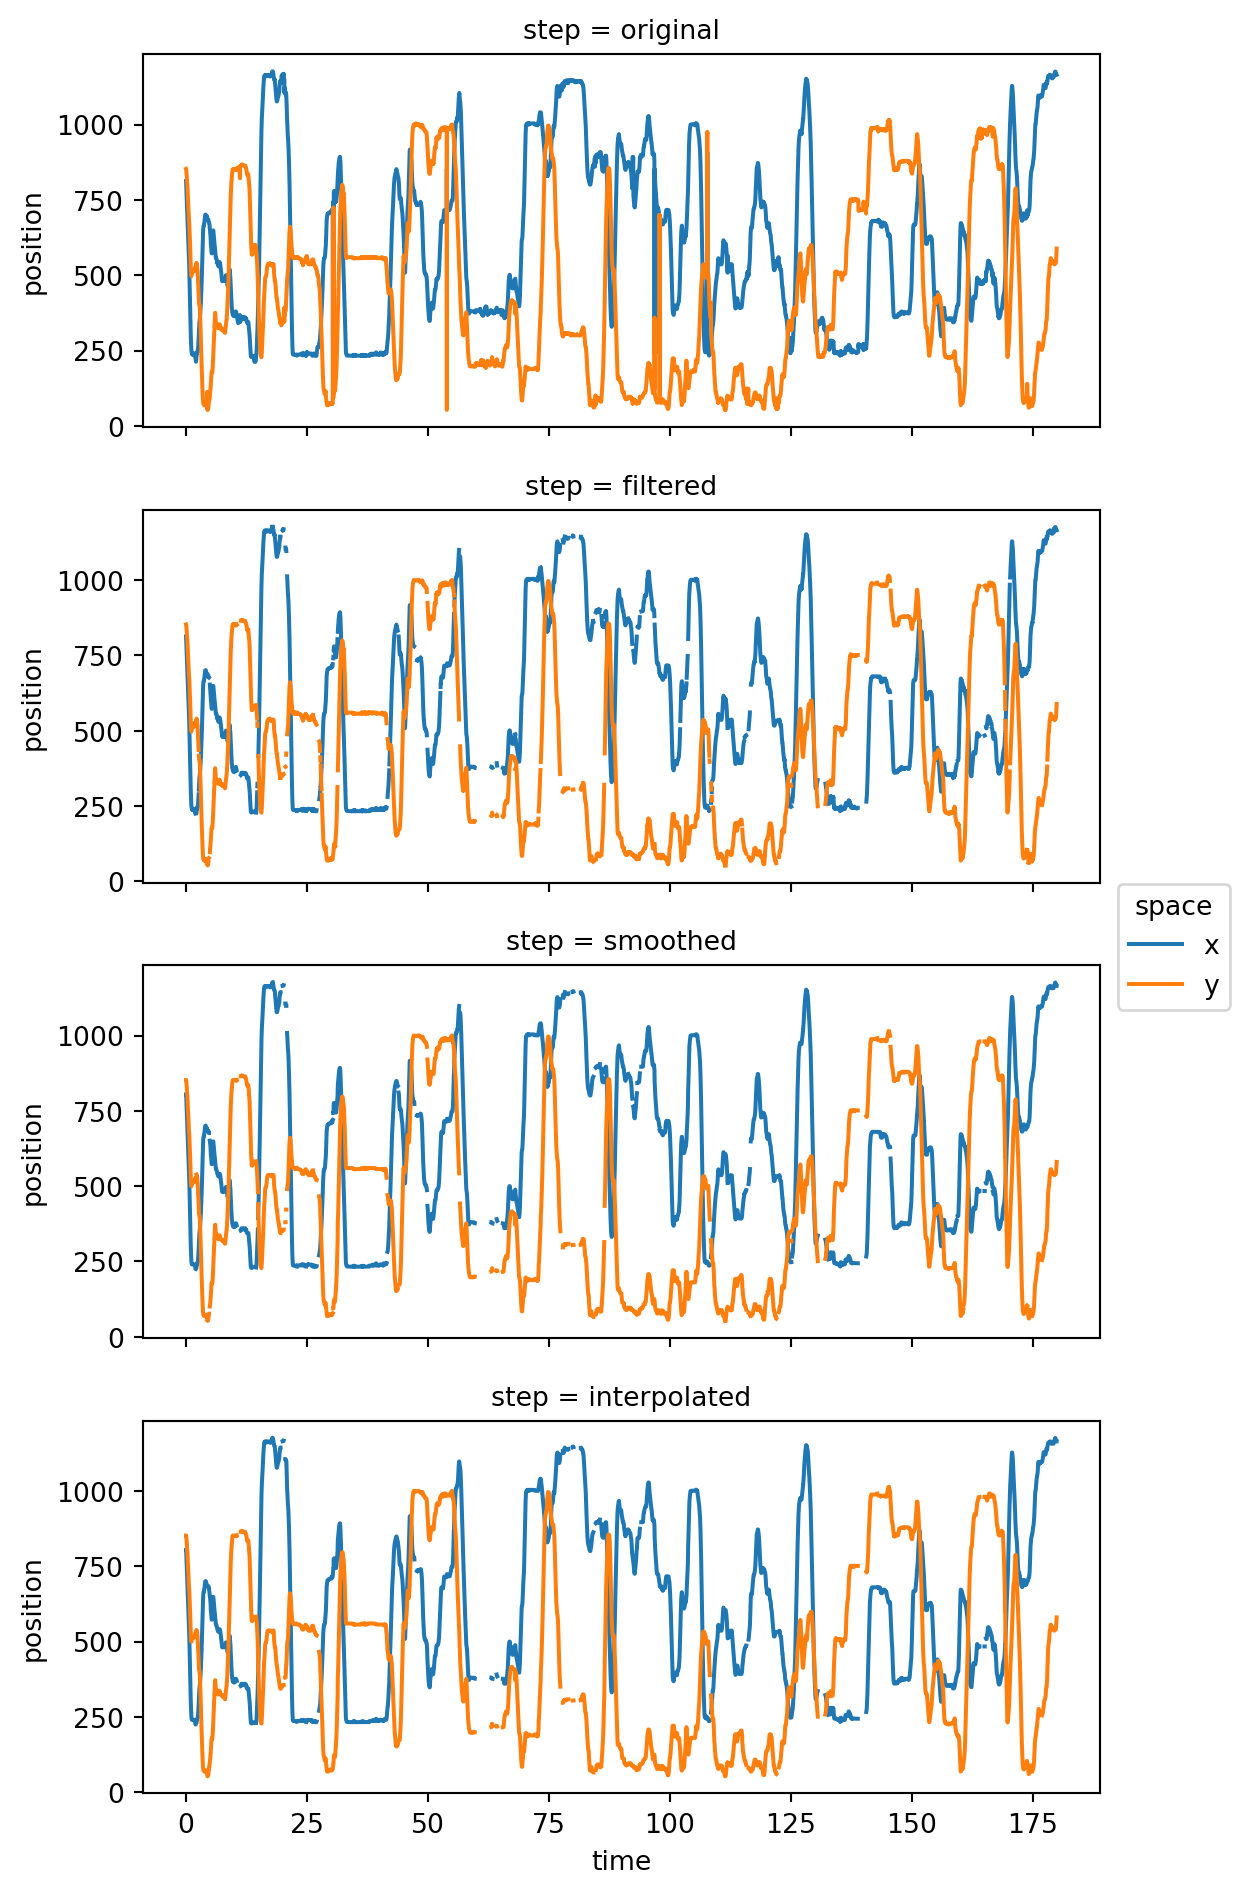 step = original
position
1000
750
500
250
0
step = filtered
position
1000
750
500
250
0
space
x
y
step = smoothed
position
1000
750
500
250
0
step = interpolated
position
1000
750
500
250
0
0 25 50 75 100 125 150 175
time